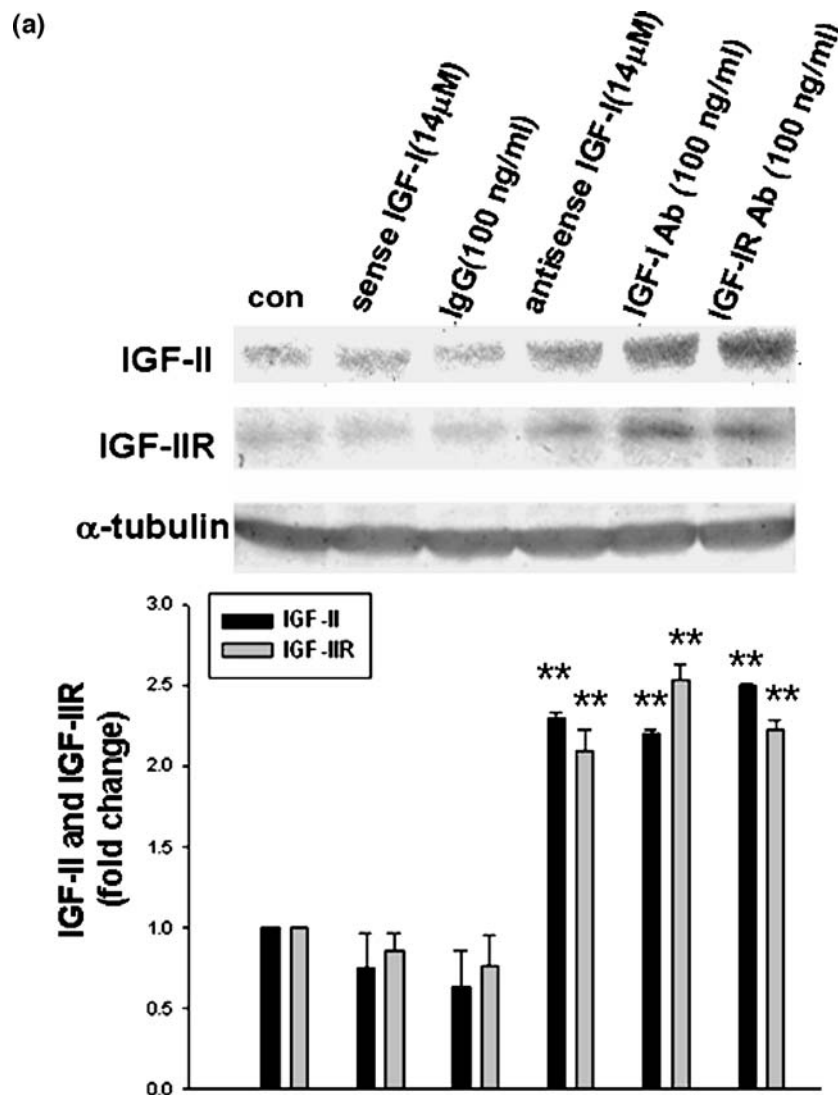 (a)
con
sense IGF-I(14μM)
IgG(100 ng/ml)
antisense IGF-I(14μM)
IGF-I Ab (100 ng/ml)
IGF-IR Ab (100 ng/ml)
IGF-II
IGF-IIR
α-tubulin
3.0
2.5
2.0
1.5
1.0
0.5
0.0
IGF-II and IGF-IIR
(fold change)
IGF-II
IGF-IIR
** ** ** ** ** **